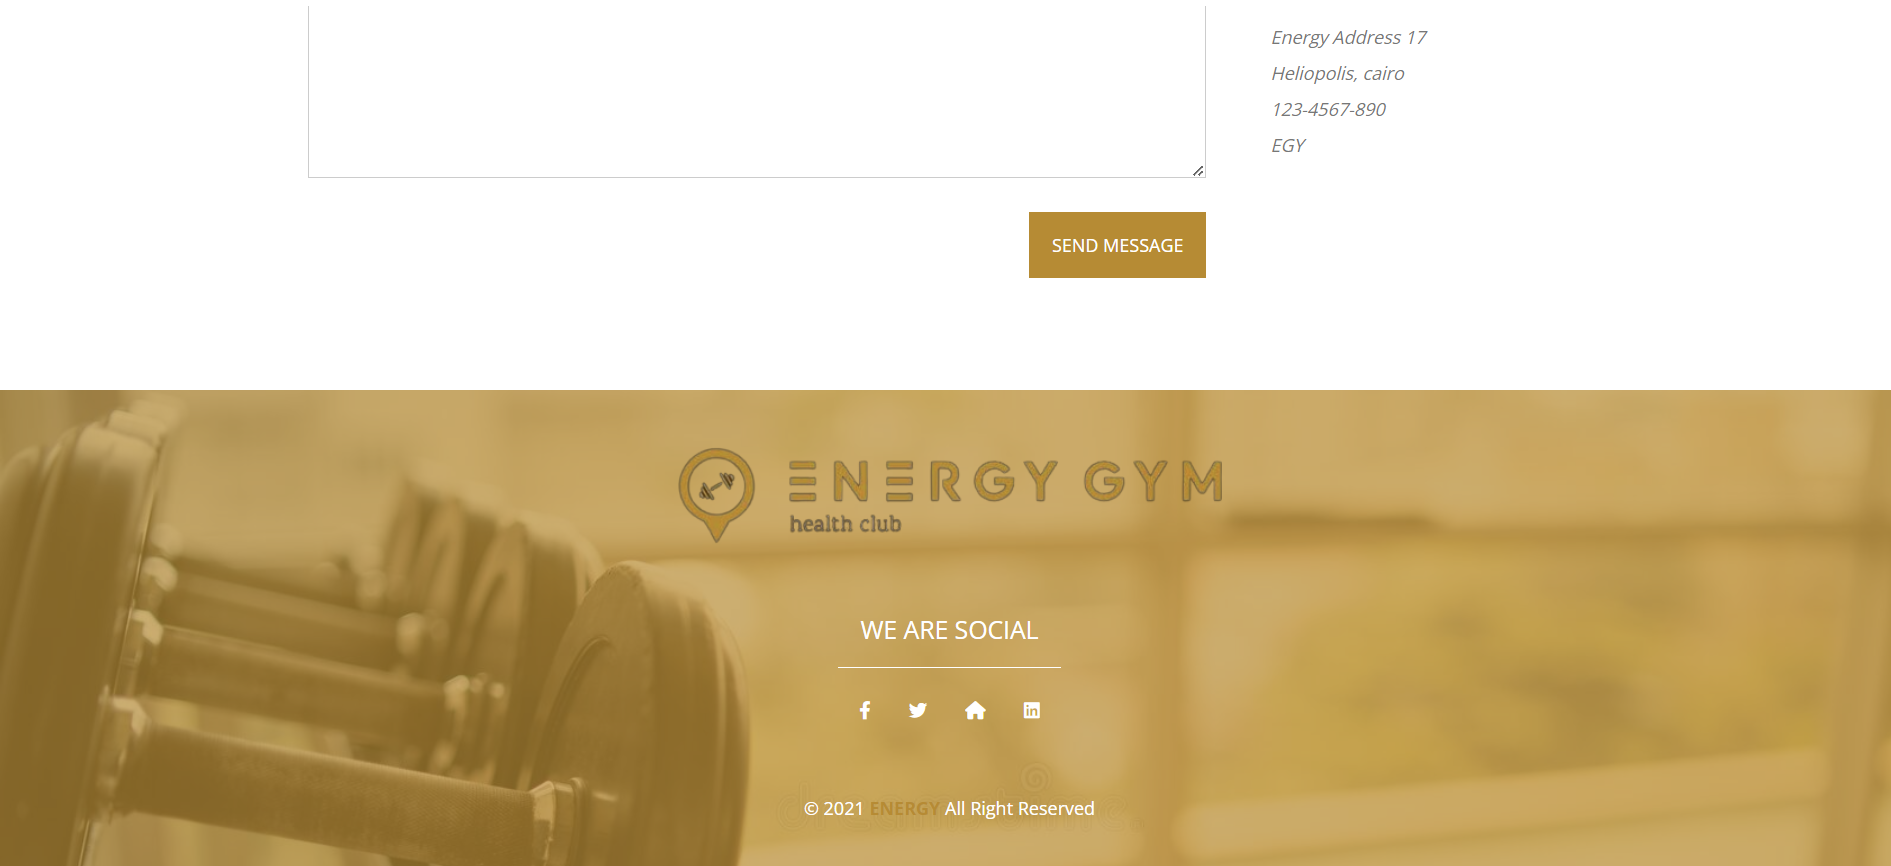 Energy Address 17
Heliopolis, cairo
123-4567-890
EGY
SEND MESSAGE
ENERGY GYM
health club
WE ARE SOCIAL
© 2021 ENERGY All Right Reserved